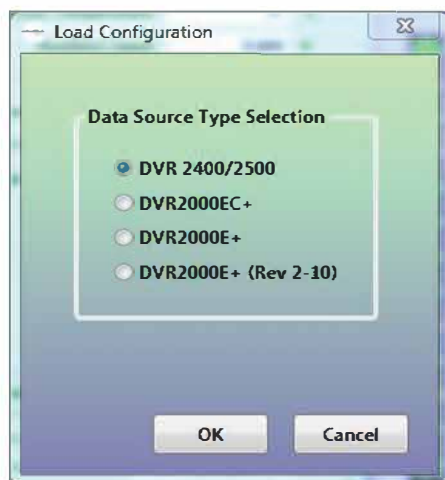 Load Configuration
Data Source Type Selection
DVR 2400/2500
DVR2000EC+
DVR2000E+
DVR2000E+ (Rev 2-10)
OK
Cancel